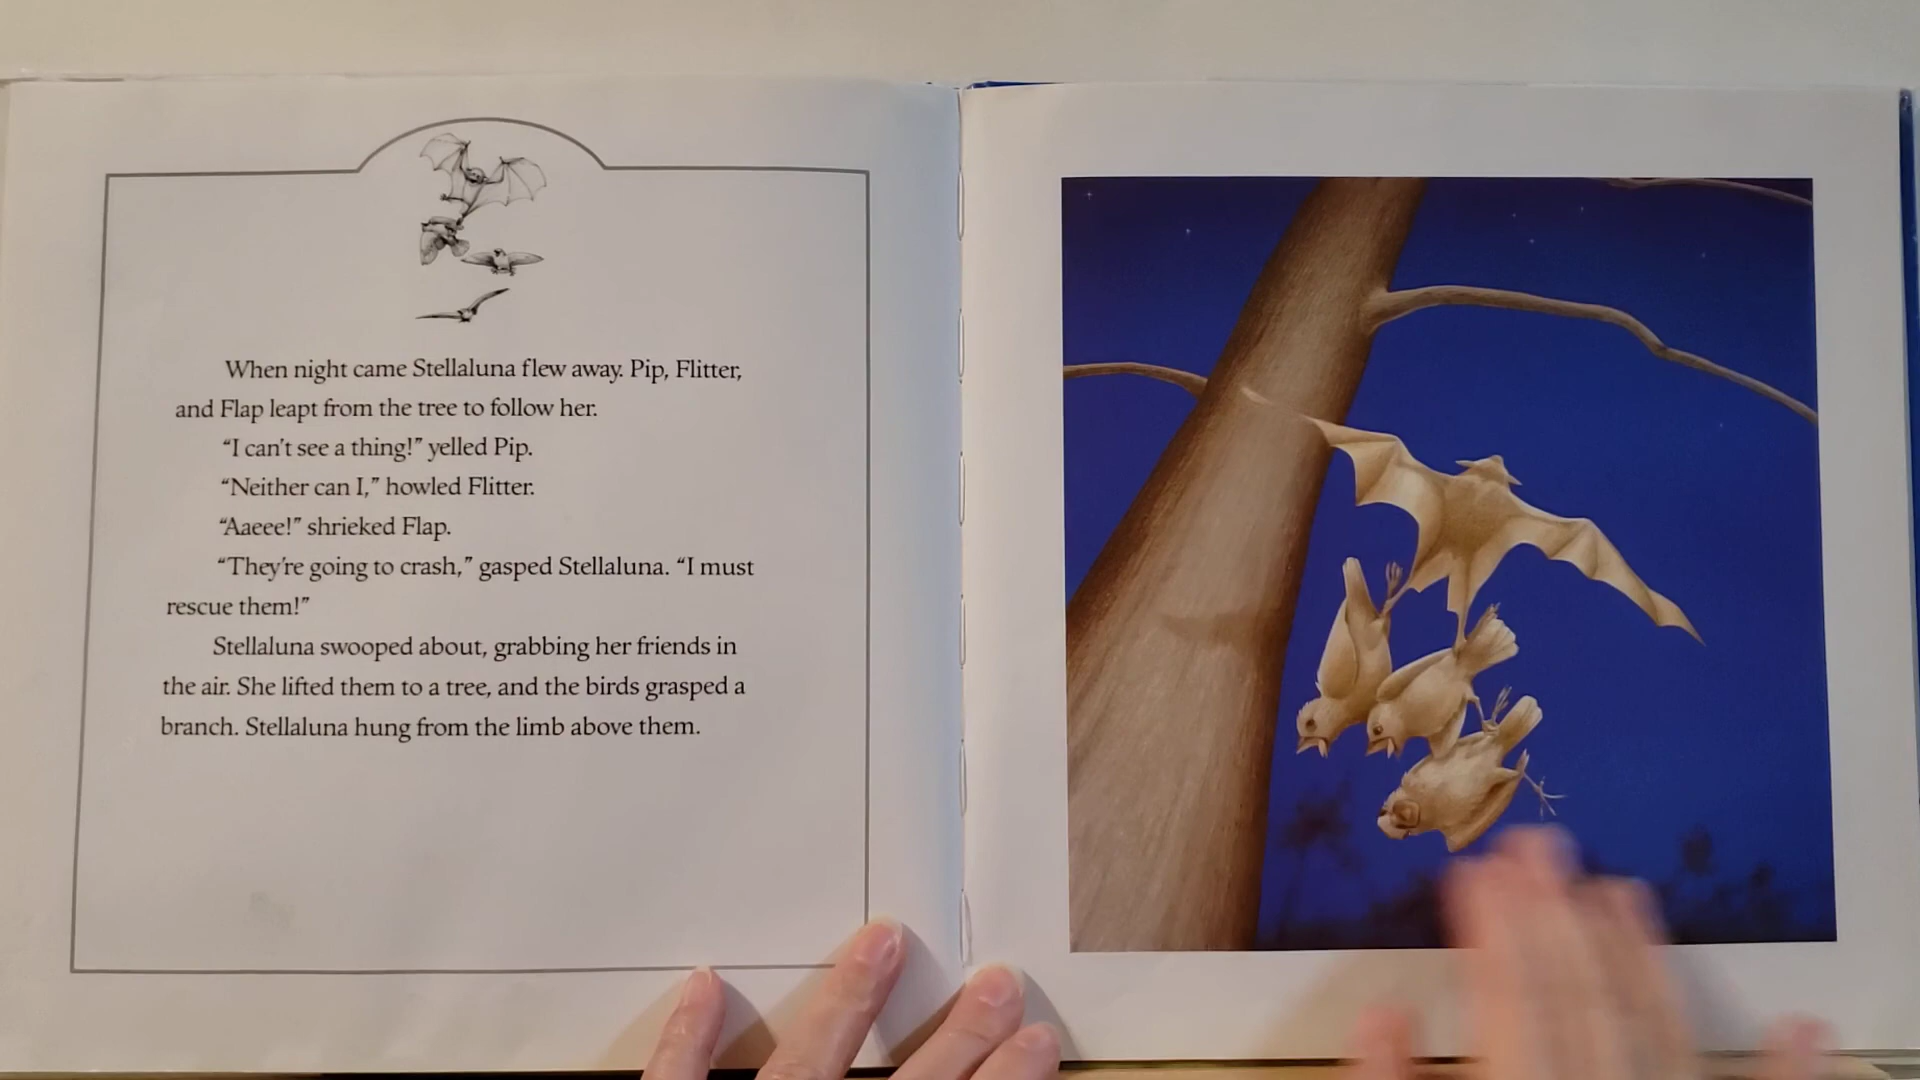 When night came Stellaluna flew away. Pip, Flitter,
and Flap leapt from the tree to follow her.
“I can’t see a thing!” yelled Pip.
“Neither can I,” howled Flitter.
“Aaeee!” shrieked Flap.
“They’re going to crash,” gasped Stellaluna. “I must
rescue them!”
Stellaluna swooped about, grabbing her friends in
the air. She lifted them to a tree, and the birds grasped a
branch. Stellaluna hung from the limb above them.